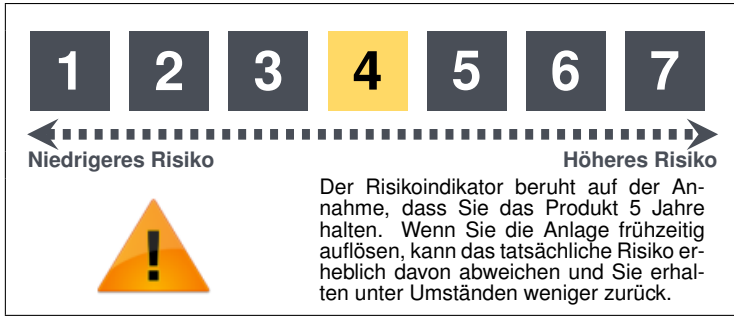 1 2 3 4 5 6 7
Niedrigeres Risiko Höheres Risiko
!
Der Risikoindikator beruht auf der An-
nahme, dass Sie das Produkt 5 Jahre
halten. Wenn Sie die Anlage frühzeitig
auflösen, kann das tatsächliche Risiko er-
heblich davon abweichen und Sie erhal-
ten unter Umständen weniger zurück.